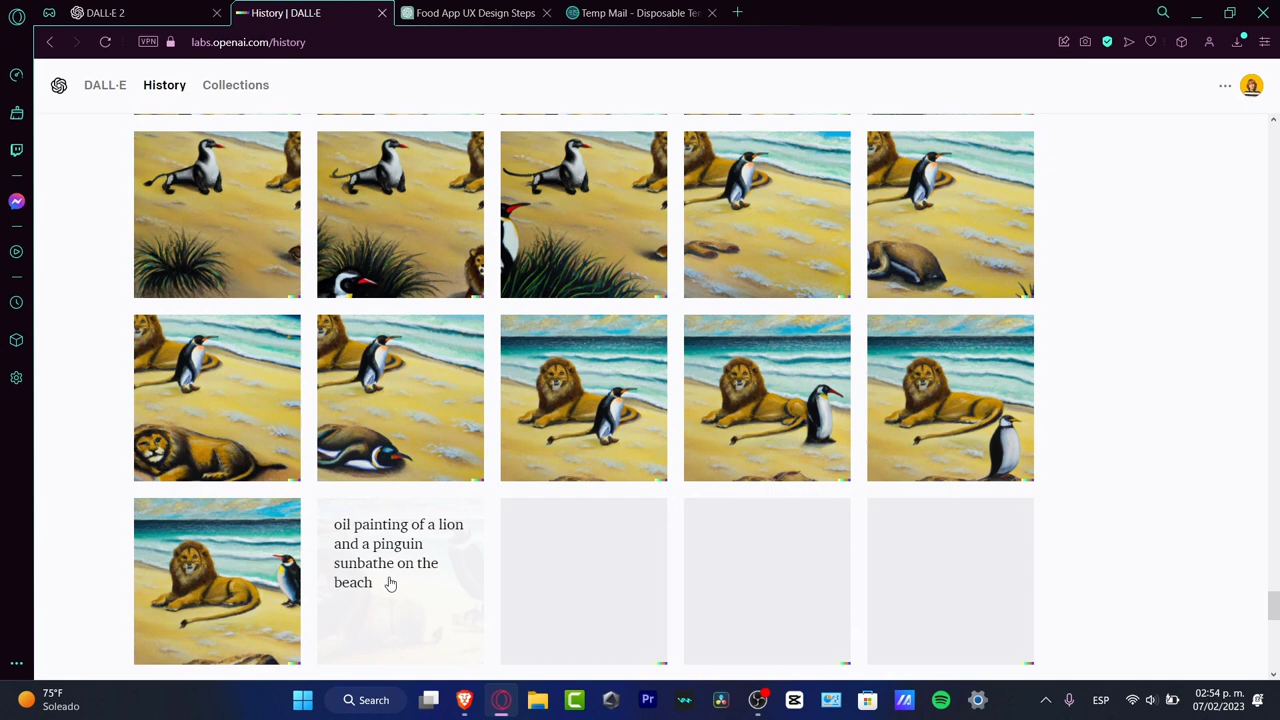 DALL·E 2
History | DALL·E
Food App UX Design Steps
Temp Mail - Disposable Te
VPN
labs.openai.com/history
DALL·E
History
Collections
oil painting of a lion
and a pinguin
sunbathe on the
beach
75°F
Soleado
Search
Pr
ESP
02:54 p. m.
07/02/2023